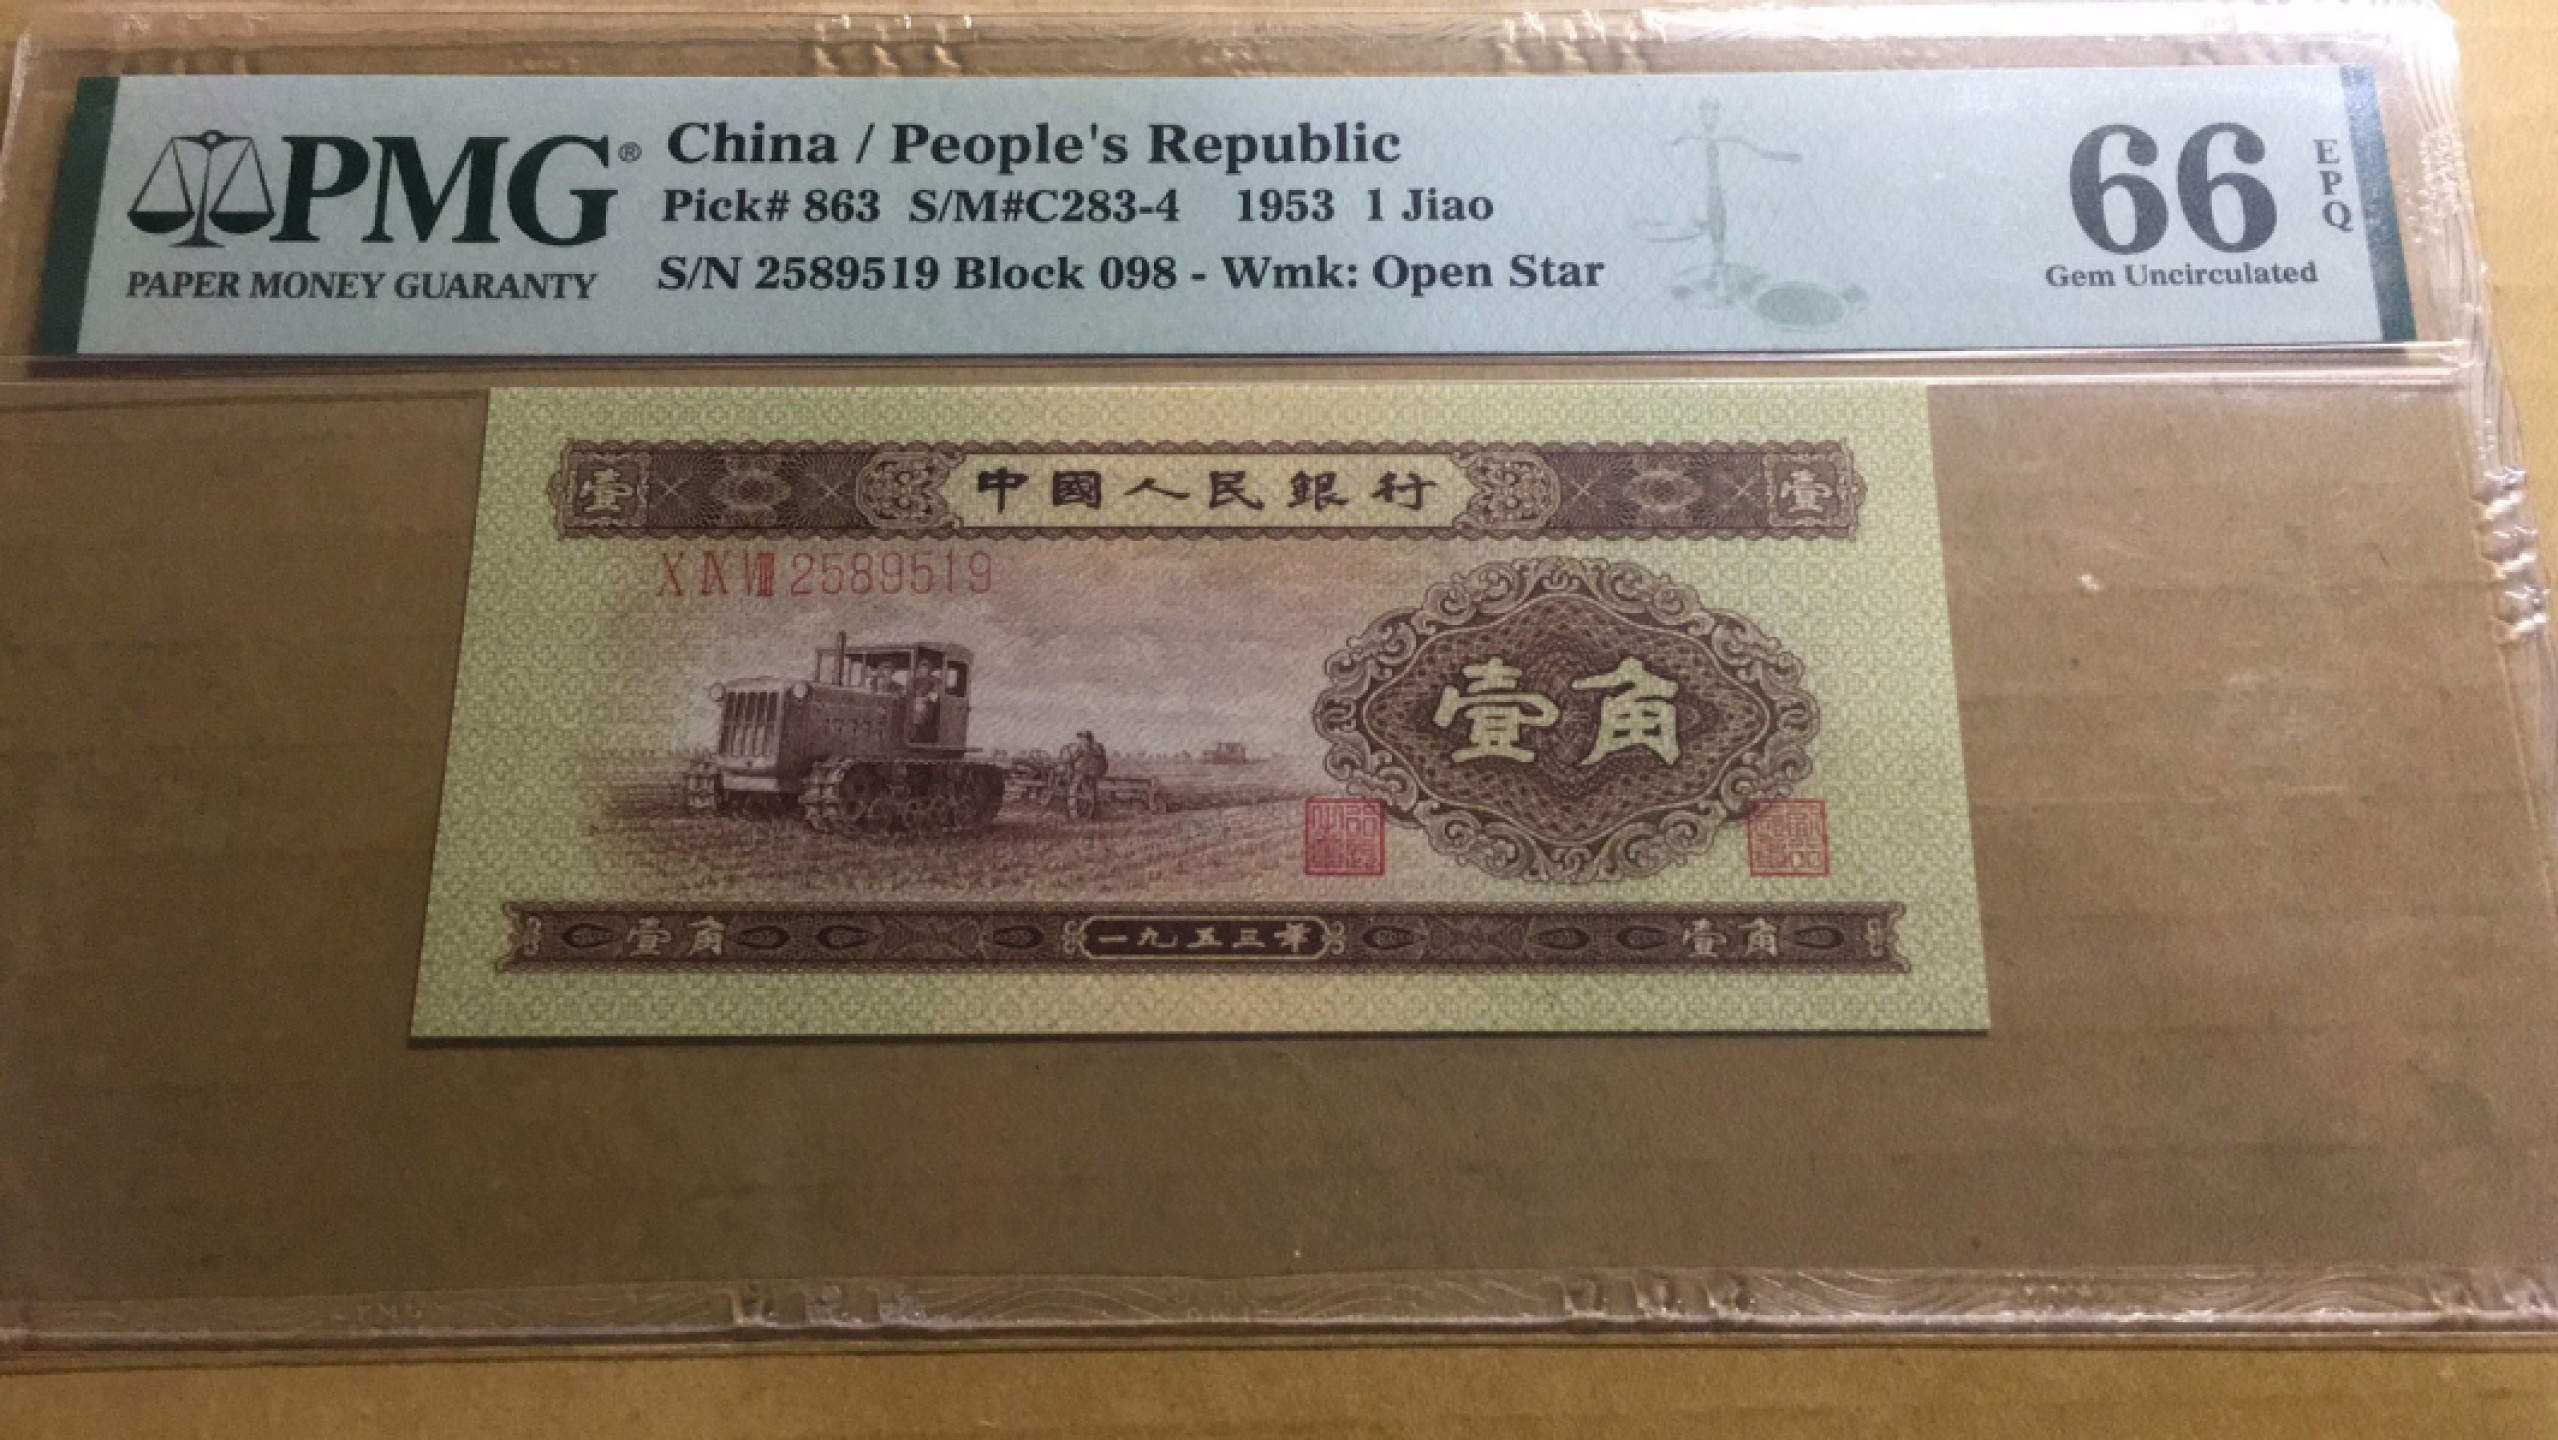 PMG® China / People's Republic
Pick# 863 S/M#C283-4 1953 1 Jiao
PAPER MONEY GUARANTY
S/N 2589519 Block 098 - Wmk: Open Star
66
EPQ
Gem Uncirculated
壹 中國人民銀行 壹
X IX VIII 2589519
壹角
壹角 一九五三年 壹角